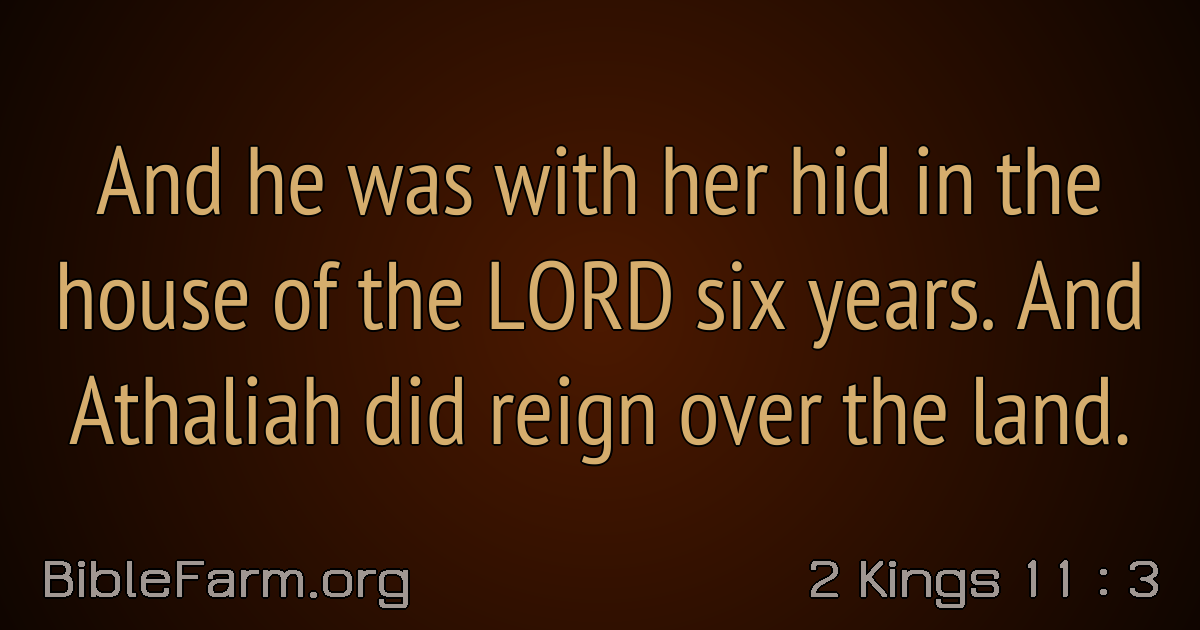 And he was with her hid in the
house of the LORD six years. And
Athaliah did reign over the land.
BibleFarm.org
2 Kings 11 : 3